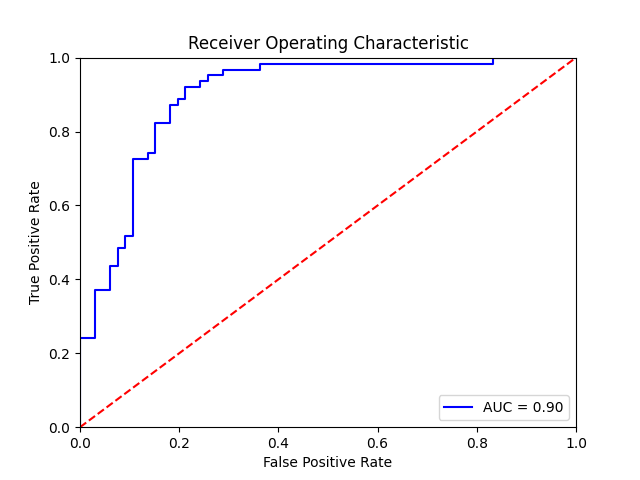 Receiver Operating Characteristic
True Positive Rate
1.0
0.8
0.6
0.4
0.2
0.0
AUC = 0.90
0.0 0.2 0.4 0.6 0.8 1.0
False Positive Rate